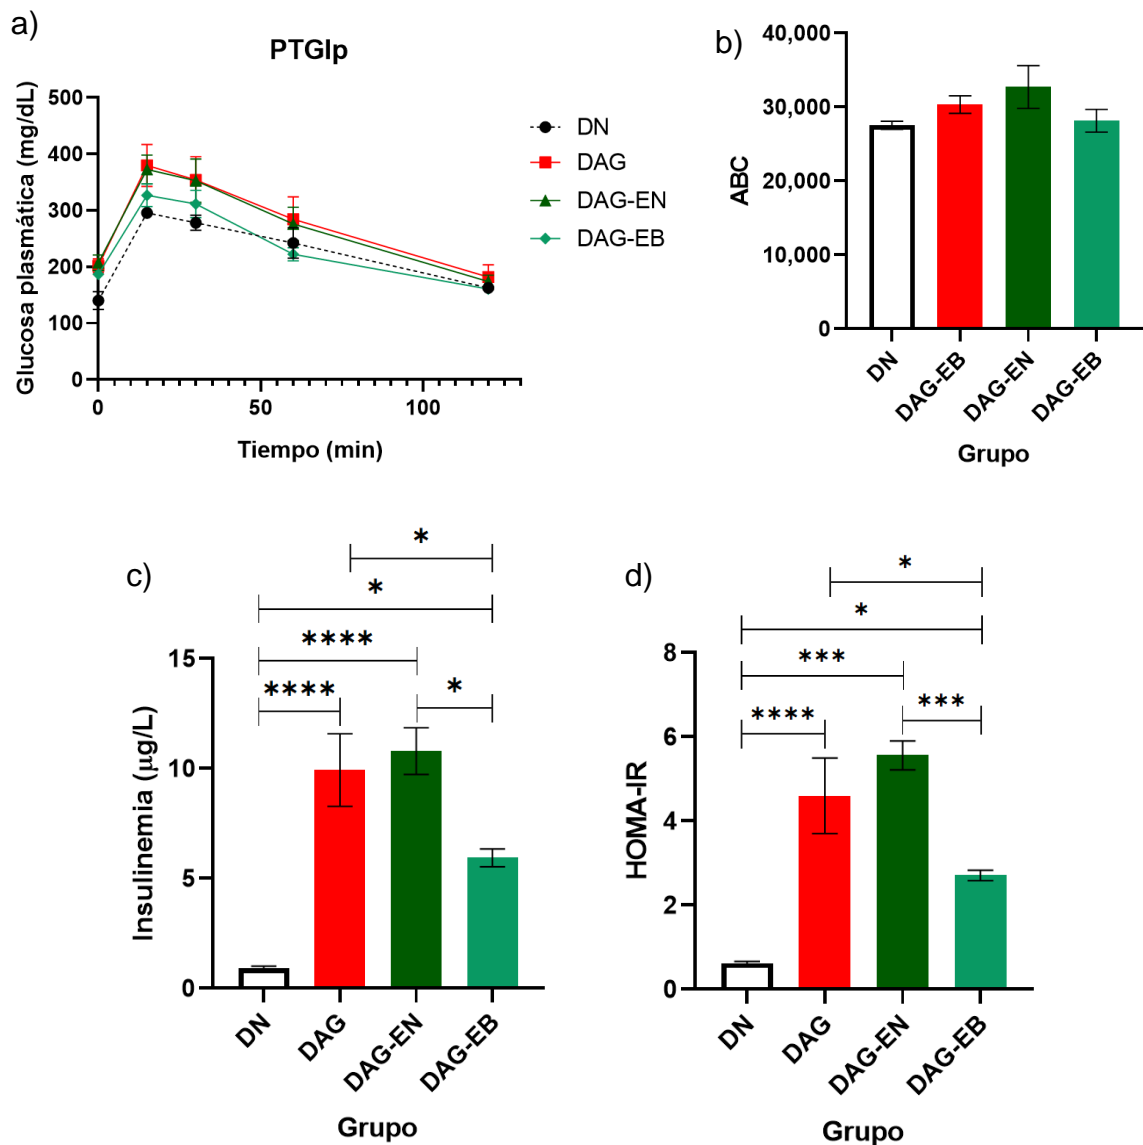 a)
PTGIp
Glucosa plasmática (mg/dL)
500
400
300
200
100
0
0
50
100
Tiempo (min)
DN
DAG
DAG-EN
DAG-EB
b)
ABC
40,000
30,000
20,000
10,000
0
DN
DAG-EB
DAG-EN
DAG-EB
Grupo
c)
*
*
****
****
*
Insulinemia (µg/L)
15
10
5
0
DN
DAG
DAG-EN
DAG-EB
Grupo
d)
*
*
***
***
****
HOMA-IR
8
6
4
2
0
DN
DAG
DAG-EN
DAG-EB
Grupo